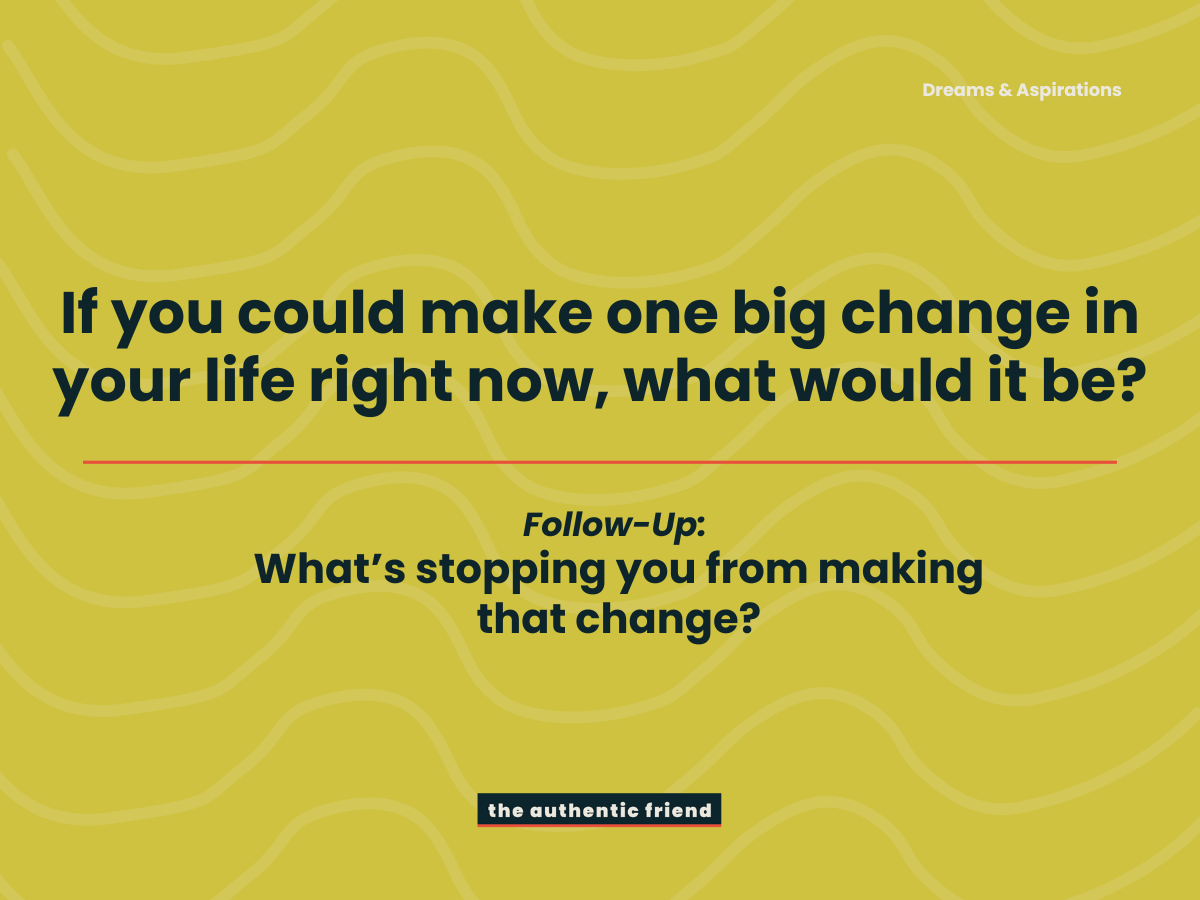 Dreams & Aspirations
If you could make one big change in
your life right now, what would it be?
Follow-Up:
What’s stopping you from making
that change?
the authentic friend